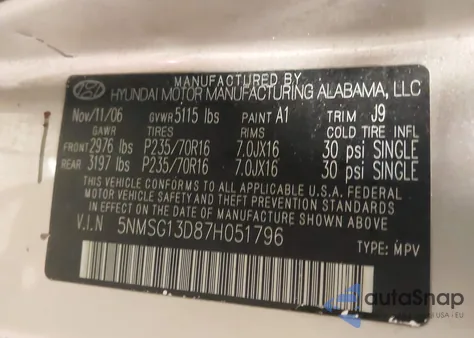 MANUFACTURED BY
HYUNDAI MOTOR MANUFACTURING ALABAMA, LLC
Nov/11/06 GVWR 5115 lbs PAINT A1 TRIM J9
GAWR TIRES RIMS COLD TIRE INFL
FRONT 2976 lbs P235/70R16 7.0JX16 30 psi SINGLE
REAR 3197 lbs P235/70R16 7.0JX16 30 psi SINGLE
THIS VEHICLE CONFORMS TO ALL APPLICABLE U.S.A. FEDERAL
MOTOR VEHICLE SAFETY AND THEFT PREVENTION STANDARDS IN
EFFECT ON THE DATE OF MANUFACTURE SHOWN ABOVE.
V.I.N 5NMSG13D87H051796
TYPE: MPV
autoSnap
USA i EU